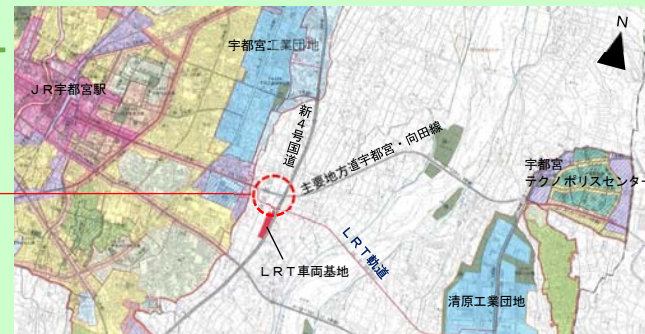 N
宇都宮工業団地
JR宇都宮駅
新4号国道
主要地方道宇都宮・向田線
宇都宮
テクノポリスセンター
LRT軌道
LRT車両基地
清原工業団地